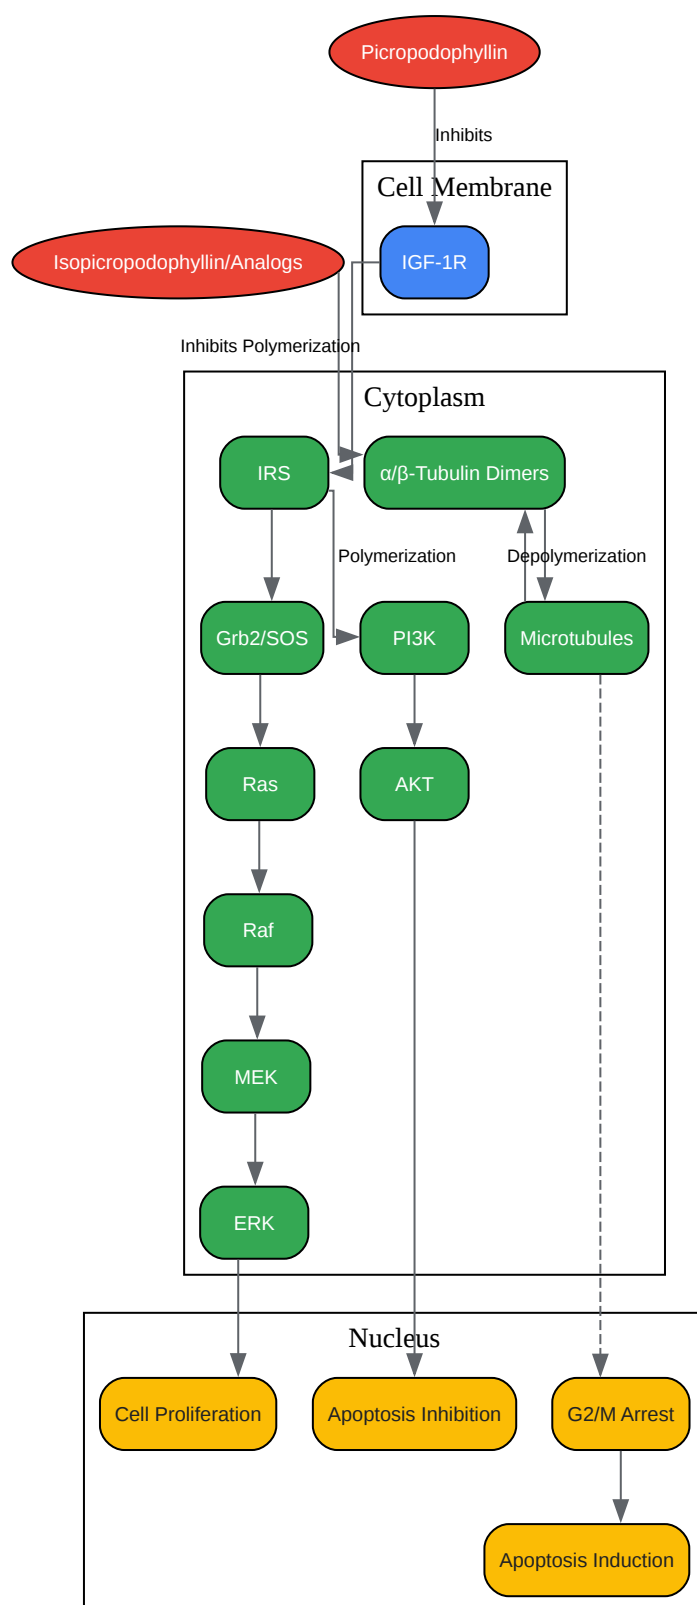 Picropodophyllin
Inhibits
Cell Membrane
Isopicropodophyllin/Analogs
IGF-1R
Inhibits Polymerization
Cytoplasm
IRS
α/β-Tubulin Dimers
Polymerization
Depolymerization
Grb2/SOS
PI3K
Microtubules
Ras
AKT
Raf
MEK
ERK
Nucleus
Cell Proliferation
Apoptosis Inhibition
G2/M Arrest
Apoptosis Induction